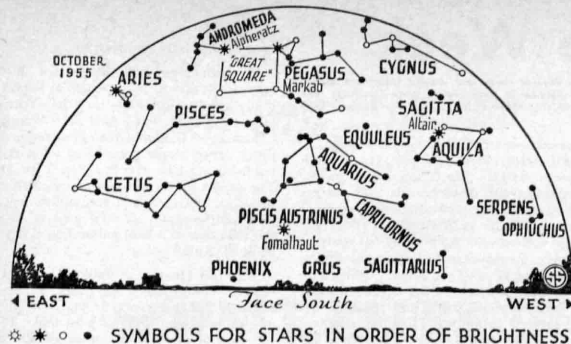 ANDROMEDA
Alpheratz
OCTOBER
1955
"GREAT
SQUARE"
CYGNUS
ARIES
PEGASUS
Markab
SAGITTA
PISCES
Altair
EQUULEUS
AQUILA
AQUARIUS
CETUS
CAPRICORNUS
SERPENS
PISCIS AUSTRINUS
OPHIUCHUS
Fomalhaut
PHOENIX
GRUS
SAGITTARIUS
EAST
Face South
WEST
SYMBOLS FOR STARS IN ORDER OF BRIGHTNESS